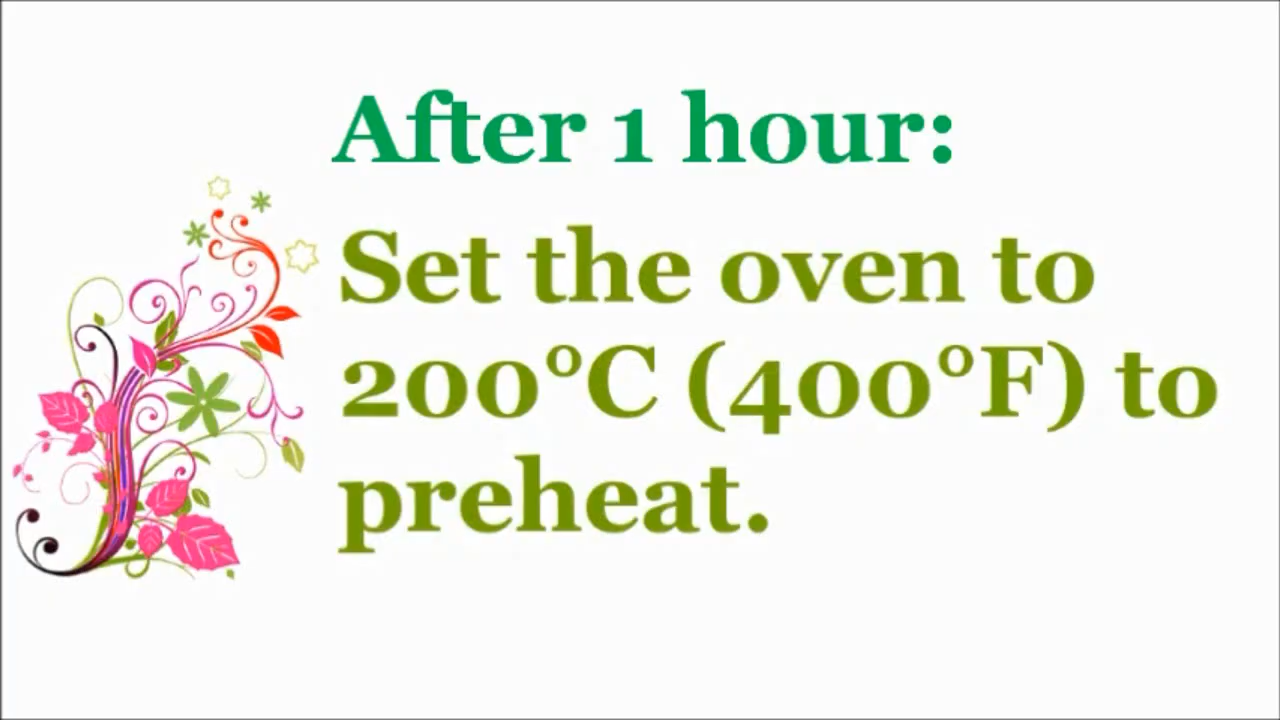 After 1 hour:
Set the oven to
200°C (400°F) to
preheat.